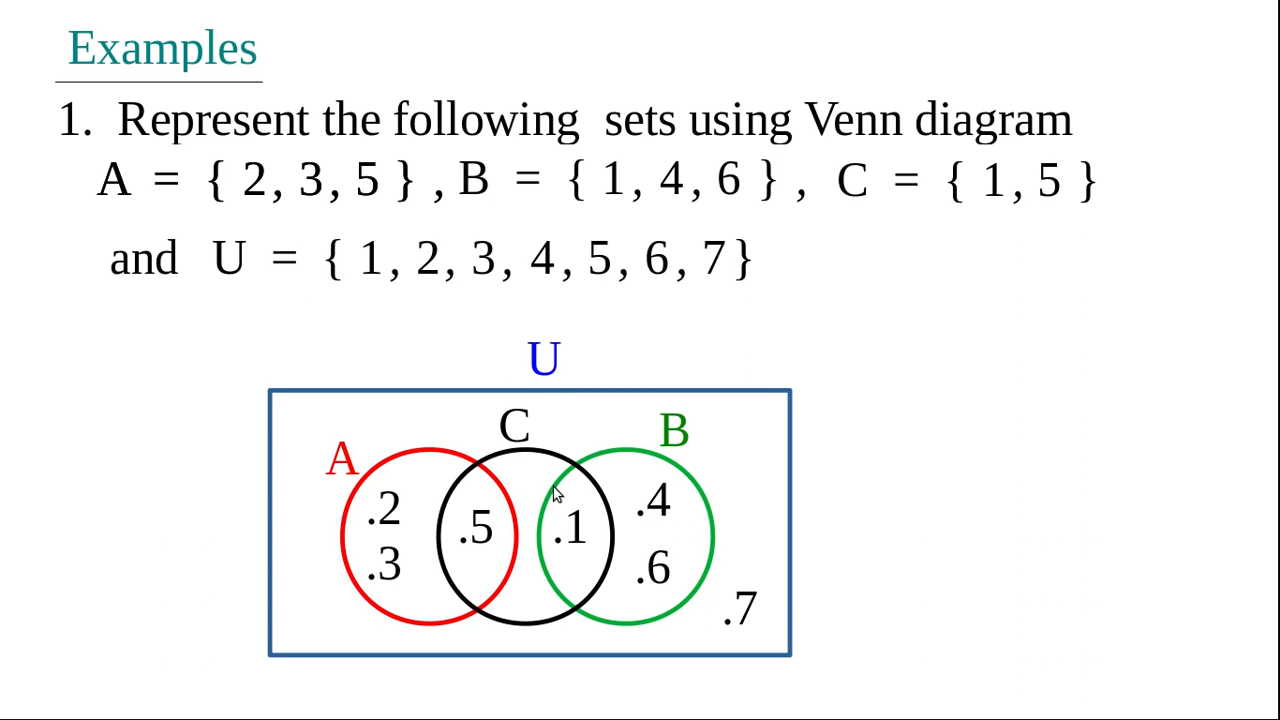 Examples
1. Represent the following sets using Venn diagram
A = { 2, 3, 5 } , B = { 1, 4, 6 } , C = { 1, 5 }
and U = { 1, 2, 3, 4, 5, 6, 7 }
U
C
B
A
.2
.4
.5
.1
.3
.6
.7